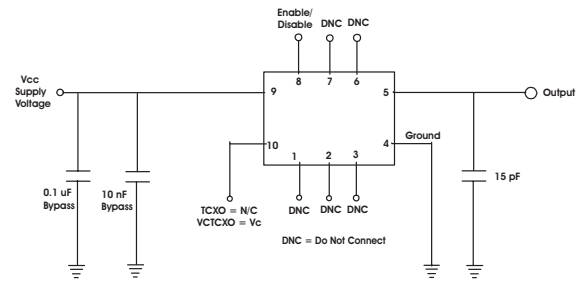 Enable/
Disable DNC DNC
8 7 6
Vcc
Supply
Voltage
9
5
Output
10
4
Ground
1 2 3
0.1 uF
Bypass
10 nF
Bypass
15 pF
TCXO = N/C
VCTCXO = Vc
DNC DNC DNC
DNC = Do Not Connect